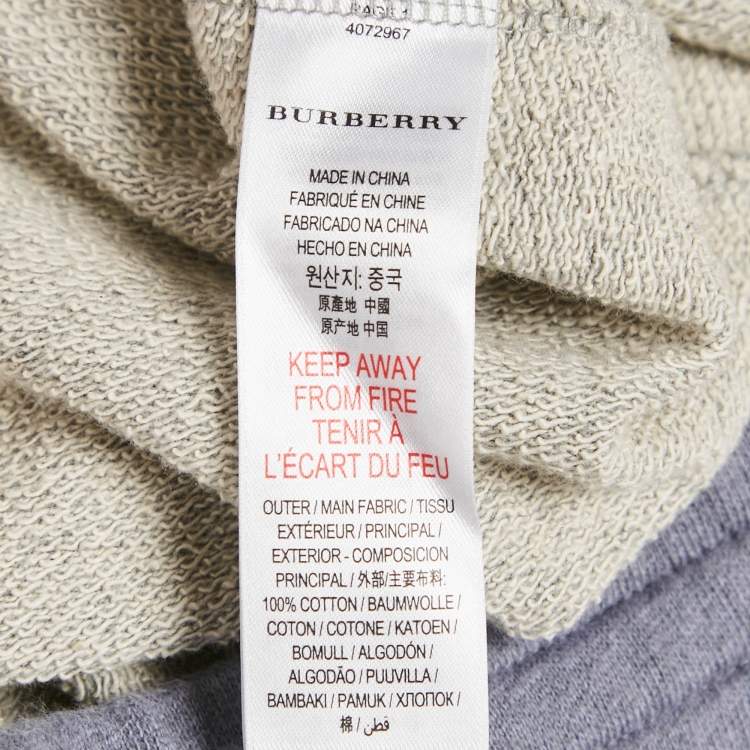 PAGE 1
4072967
BURBERRY
MADE IN CHINA
FABRIQUÉ EN CHINE
FABRICADO NA CHINA
HECHO EN CHINA
원산지: 중국
原產地 中國
原产地 中国
KEEP AWAY
FROM FIRE
TENIR À
L'ÉCART DU FEU
OUTER / MAIN FABRIC / TISSU
EXTÉRIEUR / PRINCIPAL /
EXTERIOR - COMPOSICION
PRINCIPAL / 外部/主要布料:
100% COTTON / BAUMWOLLE /
COTON / COTONE / KATOEN /
BOMULL / ALGODÓN /
ALGODÃO / PUUVILLA /
BAMBAKI / PAMUK / ХЛОПОК /
棉 / قطن /